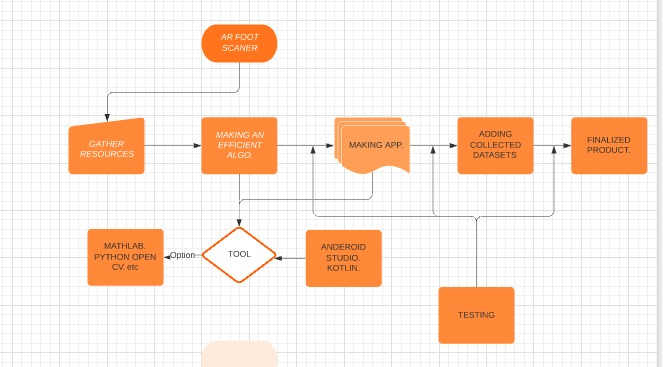 AR FOOT
SCANER
GATHER
RESOURCES
MAKING AN
EFFICIENT
ALGO.
MAKING APP.
ADDING
COLLECTED
DATASETS
FINALIZED
PRODUCT.
MATHLAB.
PYTHON OPEN
CV. etc
Option
TOOL
ANDEROID
STUDIO.
KOTLIN.
TESTING